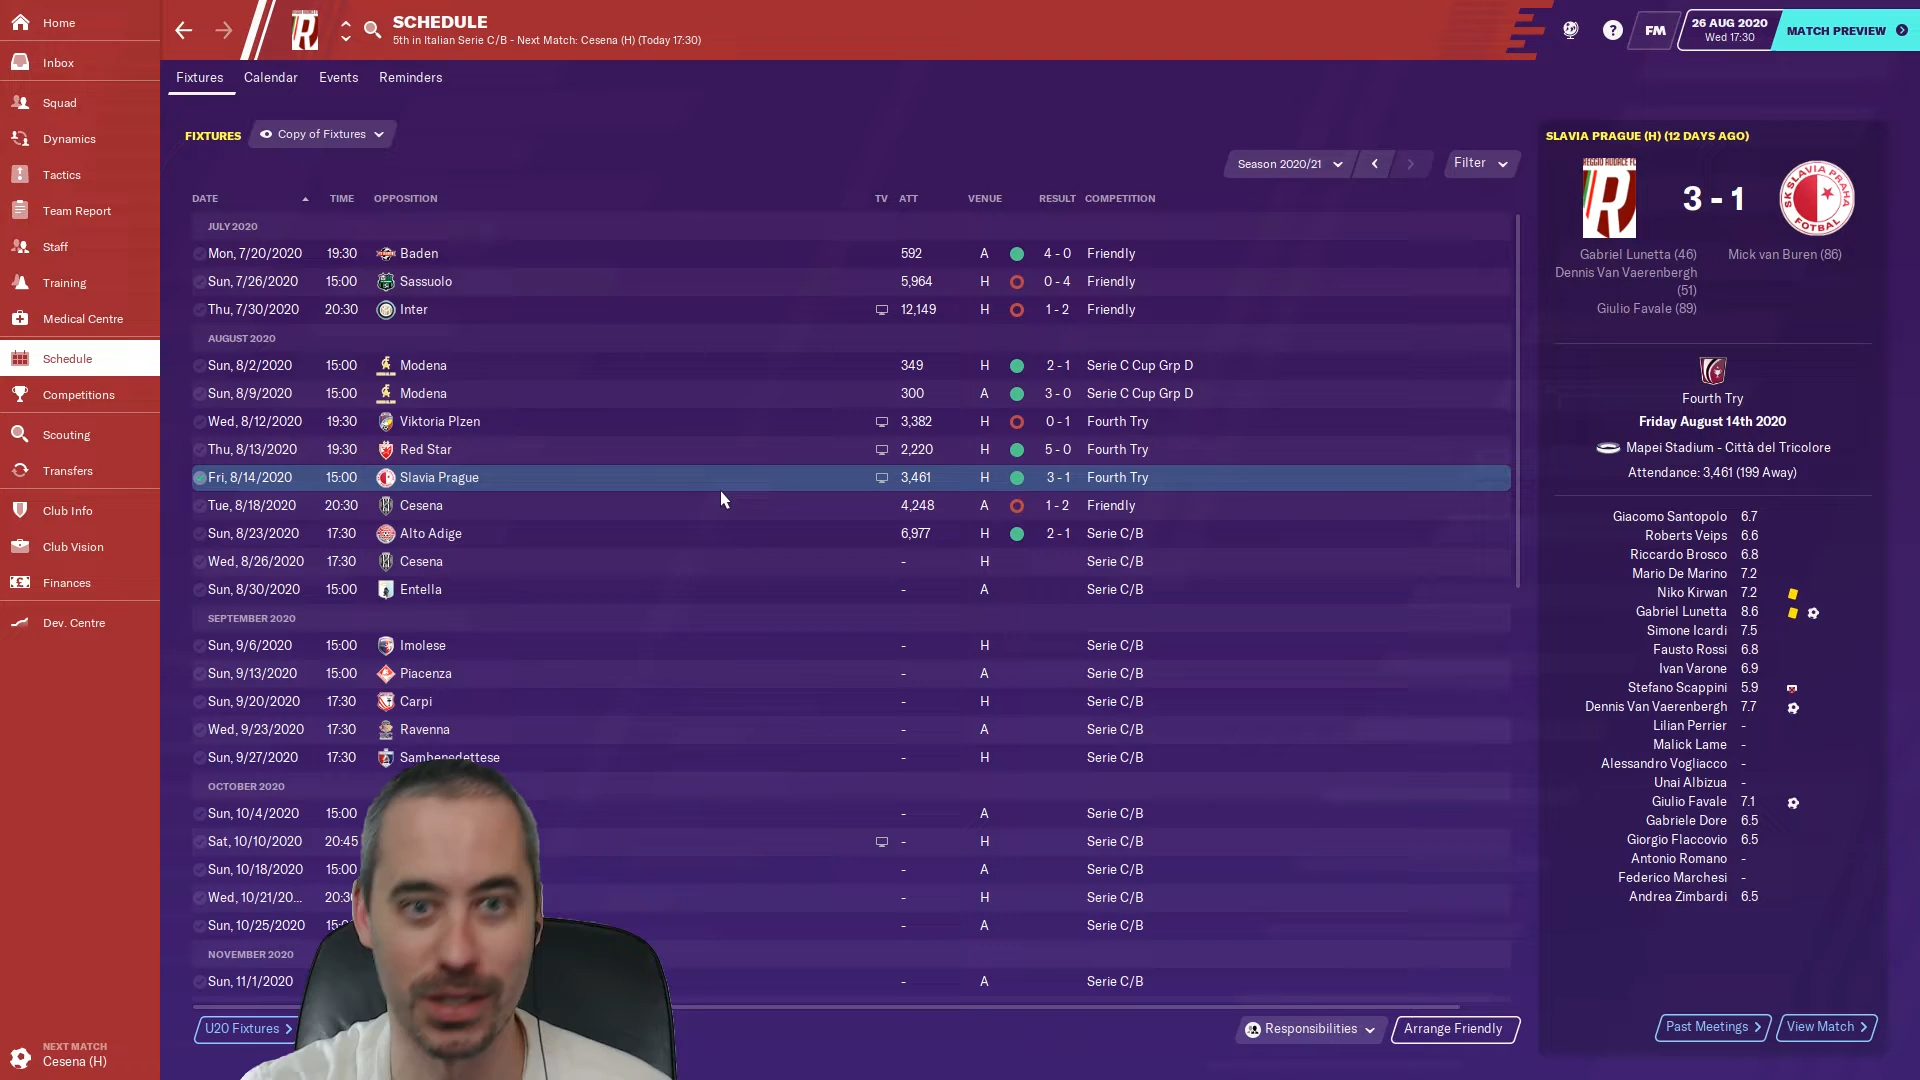 Home
Inbox
Squad
Dynamics
Tactics
Team Report
Staff
Training
Medical Centre
Schedule
Competitions
Scouting
Transfers
Club Info
Club Vision
Finances
Dev. Centre
NEXT MATCH
Cesena (H)
SCHEDULE
5th in Italian Serie C/B - Next Match: Cesena (H) (Today 17:30)
FM
26 AUG 2020
Wed 17:30
MATCH PREVIEW
Fixtures Calendar Events Reminders
FIXTURES Copy of Fixtures
Season 2020/21 Filter
DATE TIME OPPOSITION TV ATT VENUE RESULT COMPETITION
JULY 2020
Mon, 7/20/2020 19:30 Baden 592 A 4 - 0 Friendly
Sun, 7/26/2020 15:00 Sassuolo 5,964 H 0 - 4 Friendly
Thu, 7/30/2020 20:30 Inter 12,149 H 1 - 2 Friendly
AUGUST 2020
Sun, 8/2/2020 15:00 Modena 349 H 2 - 1 Serie C Cup Grp D
Sun, 8/9/2020 15:00 Modena 300 A 3 - 0 Serie C Cup Grp D
Wed, 8/12/2020 19:30 Viktoria Plzen 3,382 H 0 - 1 Fourth Try
Thu, 8/13/2020 19:30 Red Star 2,220 H 5 - 0 Fourth Try
Fri, 8/14/2020 15:00 Slavia Prague 3,461 H 3 - 1 Fourth Try
Tue, 8/18/2020 20:30 Cesena 4,248 A 1 - 2 Friendly
Sun, 8/23/2020 17:30 Alto Adige 6,977 H 2 - 1 Serie C/B
Wed, 8/26/2020 17:30 Cesena - H Serie C/B
Sun, 8/30/2020 15:00 Entella - A Serie C/B
SEPTEMBER 2020
Sun, 9/6/2020 15:00 Imolese - H Serie C/B
Sun, 9/13/2020 15:00 Piacenza - A Serie C/B
Sun, 9/20/2020 17:30 Carpi - H Serie C/B
Wed, 9/23/2020 17:30 Ravenna - A Serie C/B
Sun, 9/27/2020 17:30 Sambenedettese - H Serie C/B
OCTOBER 2020
Sun, 10/4/2020 15:00 - A Serie C/B
Sat, 10/10/2020 20:45 - H Serie C/B
Sun, 10/18/2020 15:00 - A Serie C/B
Wed, 10/21/20... - H Serie C/B
Sun, 10/25/2020 - A Serie C/B
NOVEMBER 2020
Sun, 11/1/2020 - A Serie C/B
U20 Fixtures
Responsibilities
Arrange Friendly
SLAVIA PRAGUE (H) (12 DAYS AGO)
REGGIO AUDACE FC
R
3 - 1
SK SLAVIA PRAHA
FOTBAL
Gabriel Lunetta (46) Mick van Buren (86)
Dennis Van Vaerenbergh
(51)
Giulio Favale (89)
Fourth Try
Friday August 14th 2020
Mapei Stadium - Città del Tricolore
Attendance: 3,461 (199 Away)
Giacomo Santopolo 6.7
Roberts Veips 6.6
Riccardo Brosco 6.8
Mario De Marino 7.2
Niko Kirwan 7.2
Gabriel Lunetta 8.6
Simone Icardi 7.5
Fausto Rossi 6.8
Ivan Varone 6.9
Stefano Scappini 5.9
Dennis Van Vaerenbergh 7.7
Lilian Perrier -
Malick Lame -
Alessandro Vogliacco -
Unai Albizua -
Giulio Favale 7.1
Gabriele Dore 6.5
Giorgio Flaccovio 6.5
Antonio Romano -
Federico Marchesi -
Andrea Zimbardi 6.5
Past Meetings
View Match